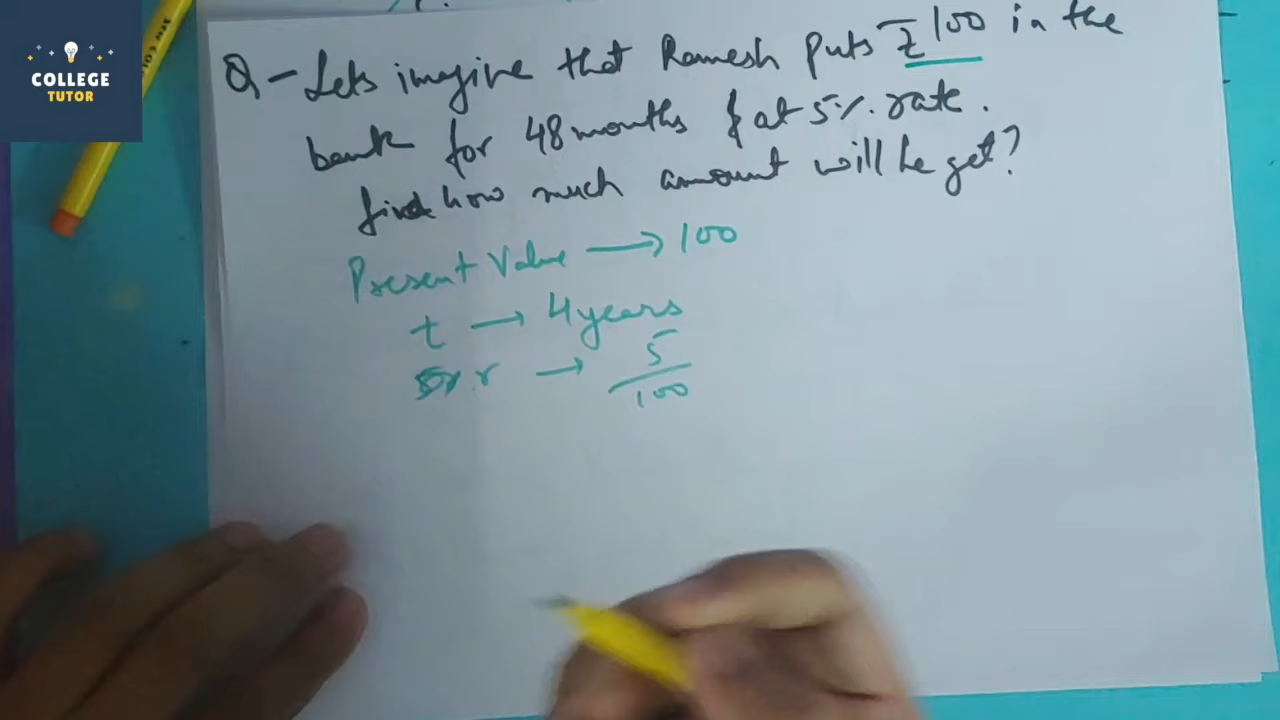 COLLEGE
TUTOR
Q - Lets imagine that Ramesh puts ₹100 in the
bank for 48 months & at 5% rate.
find how much amount will he get?
Present Value → 100
t → 4 years
r → 5/100